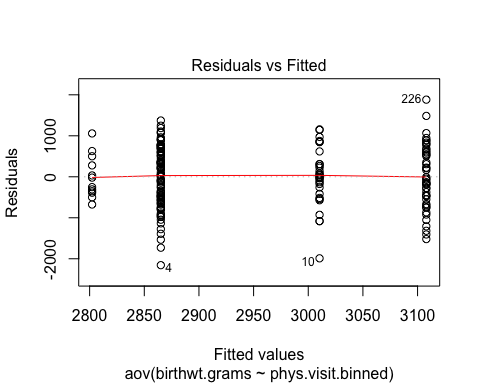 Residuals vs Fitted
226
Residuals
1000
0
-2000
4
10
2800 2850 2900 2950 3000 3050 3100
Fitted values
aov(birthwt.grams ~ phys.visit.binned)